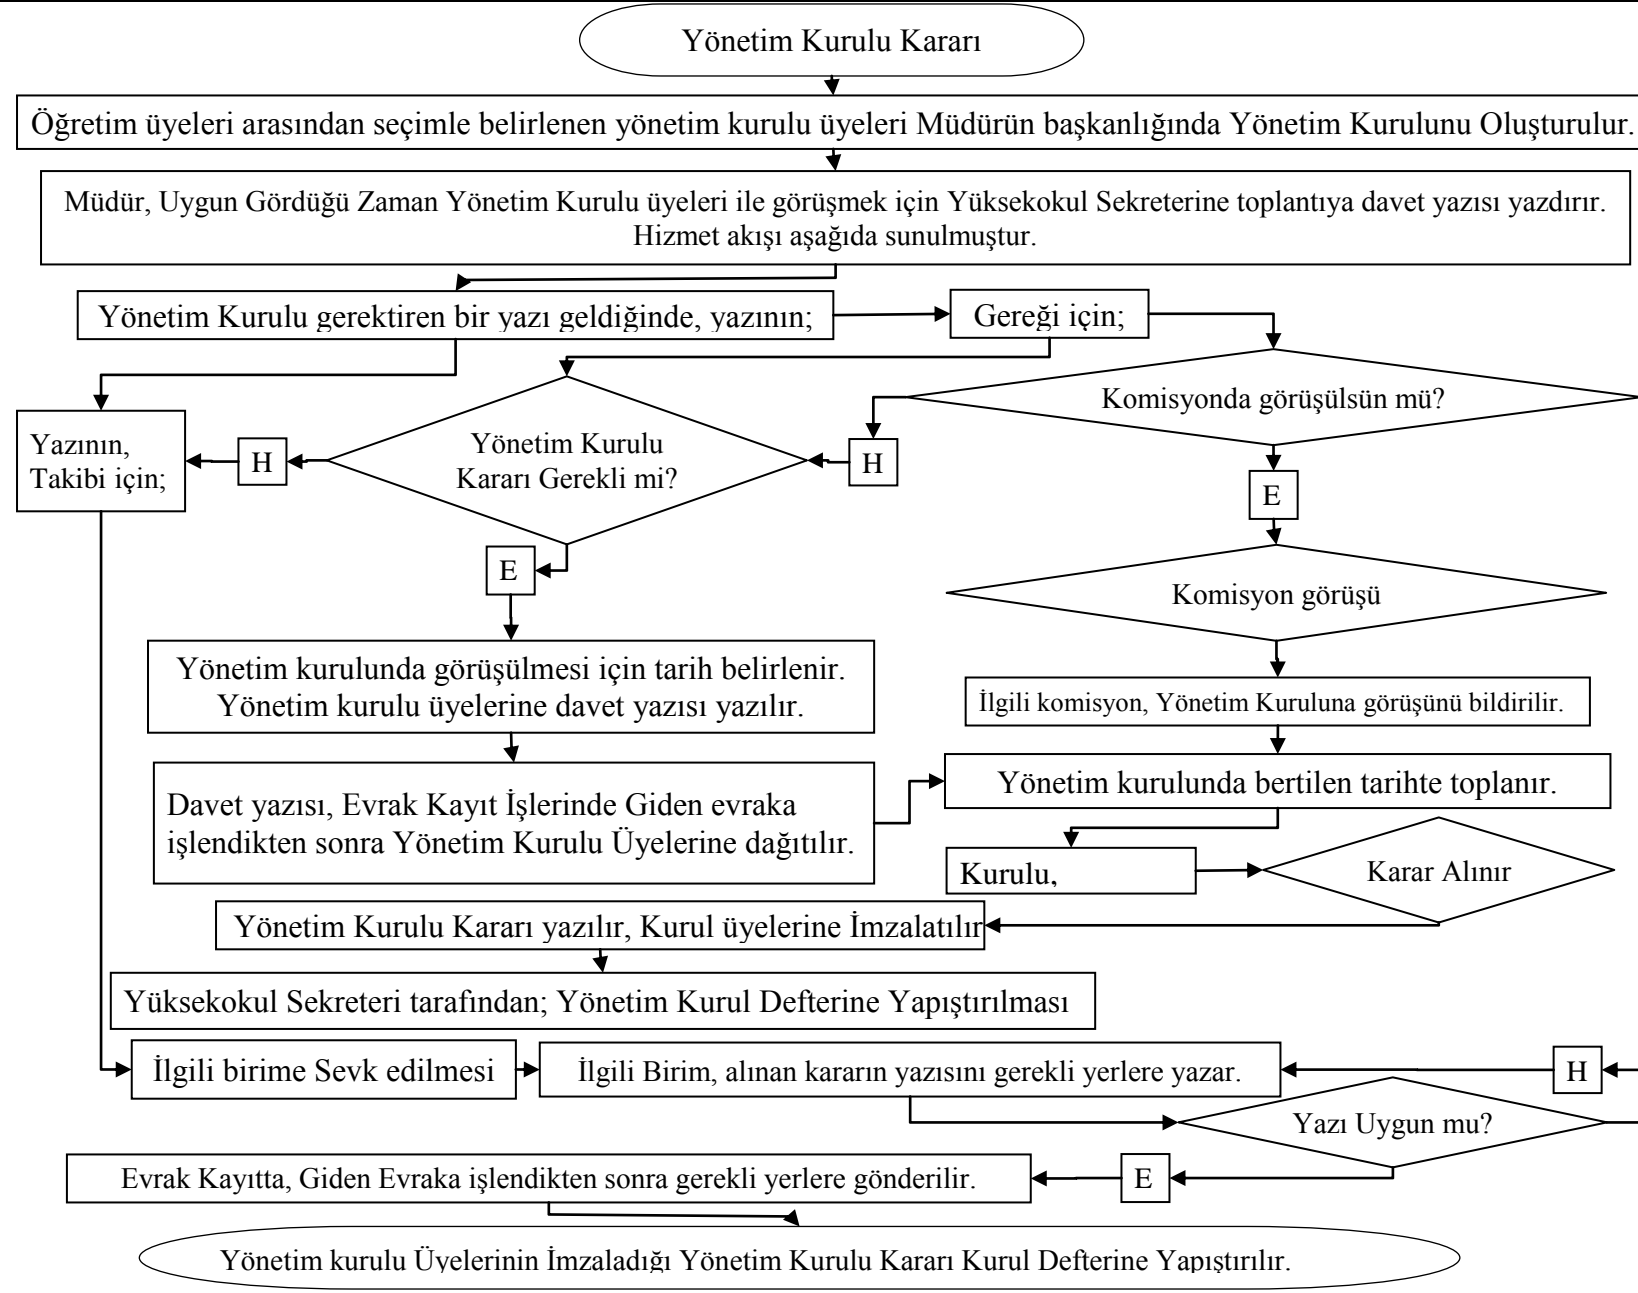 Yönetim Kurulu Kararı
Öğretim üyeleri arasından seçimle belirlenen yönetim kurulu üyeleri Müdürün başkanlığında Yönetim Kurulunu Oluşturulur.
Müdür, Uygun Gördüğü Zaman Yönetim Kurulu üyeleri ile görüşmek için Yüksekokul Sekreterine toplantıya davet yazısı yazdırır.
Hizmet akışı aşağıda sunulmuştur.
Yönetim Kurulu gerektiren bir yazı geldiğinde, yazının;
Gereği için;
Komisyonda görüşülsün mü?
Yazının,
Takibi için;
H
Yönetim Kurulu
Kararı Gerekli mi?
H
E
E
Komisyon görüşü
Yönetim kurulunda görüşülmesi için tarih belirlenir.
Yönetim kurulu üyelerine davet yazısı yazılır.
İlgili komisyon, Yönetim Kuruluna görüşünü bildirilir.
Davet yazısı, Evrak Kayıt İşlerinde Giden evraka
işlendikten sonra Yönetim Kurulu Üyelerine dağıtılır.
Yönetim kurulunda bertilen tarihte toplanır.
Kurulu,
Karar Alınır
Yönetim Kurulu Kararı yazılır, Kurul üyelerine İmzalatılır
Yüksekokul Sekreteri tarafından; Yönetim Kurul Defterine Yapıştırılması
İlgili birime Sevk edilmesi
İlgili Birim, alınan kararın yazısını gerekli yerlere yazar.
H
Yazı Uygun mu?
Evrak Kayıtta, Giden Evraka işlendikten sonra gerekli yerlere gönderilir.
E
Yönetim kurulu Üyelerinin İmzaladığı Yönetim Kurulu Kararı Kurul Defterine Yapıştırılır.